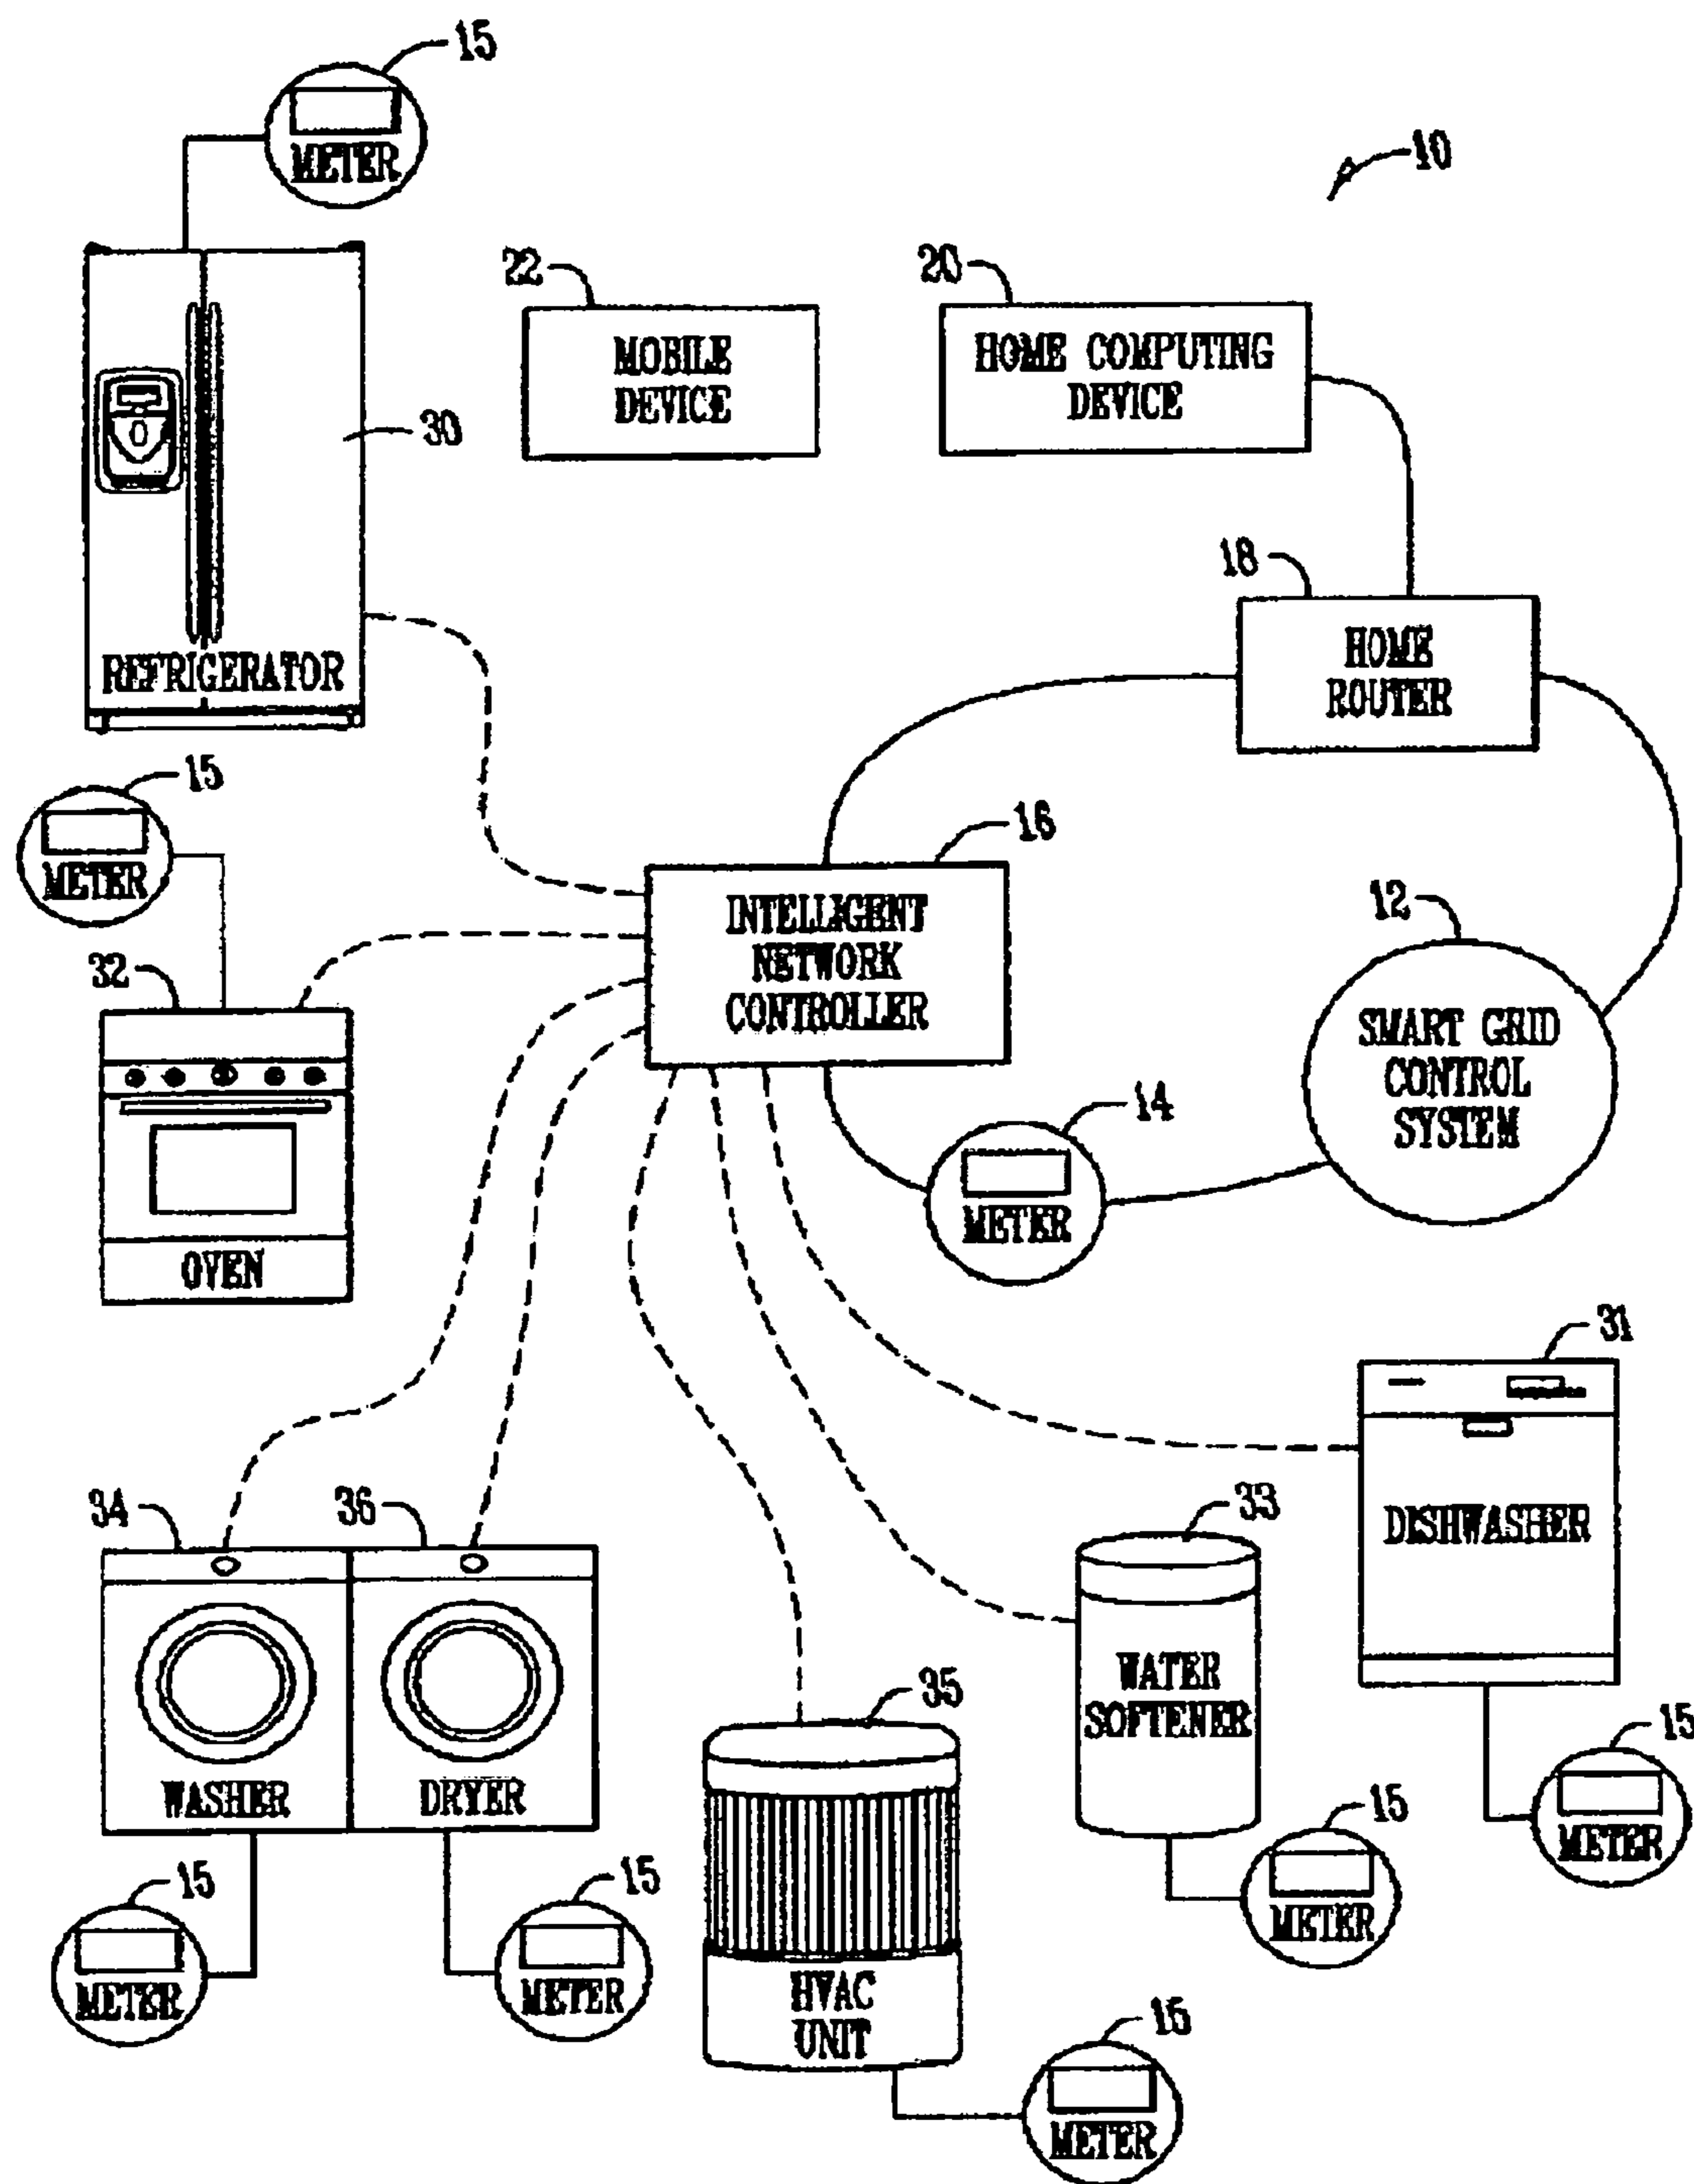 15
METER
10
22
MOBILE
DEVICE
20
HOME COMPUTING
DEVICE
30
REFRIGERATOR
18
HOME
ROUTER
15
METER
16
INTELLIGENT
NETWORK
CONTROLLER
12
SMART GRID
CONTROL
SYSTEM
32
OVEN
14
METER
31
DISHWASHER
34
WASHER
36
DRYER
33
WATER
SOFTENER
35
HVAC
UNIT
15
METER
15
METER
15
METER
15
METER
15
METER